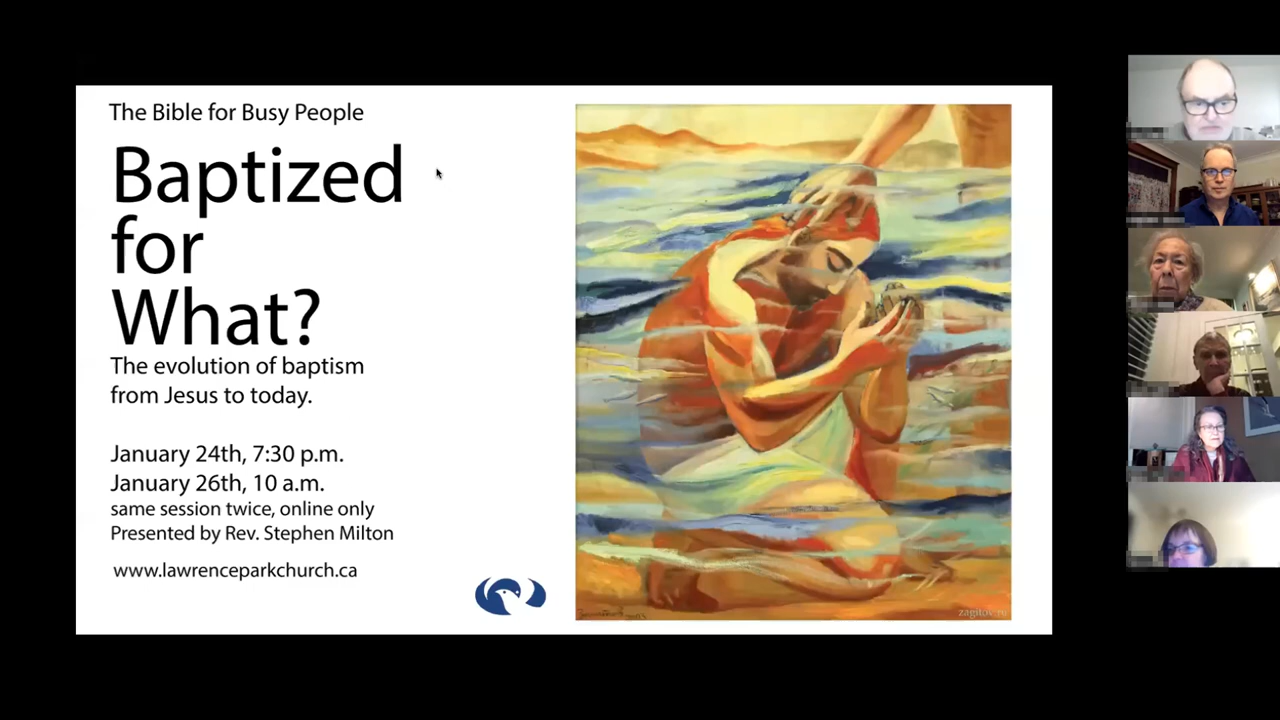 The Bible for Busy People
Baptized
for
What?
The evolution of baptism
from Jesus to today.
January 24th, 7:30 p.m.
January 26th, 10 a.m.
same session twice, online only
Presented by Rev. Stephen Milton
www.lawrenceparkchurch.ca
zagitov.ru